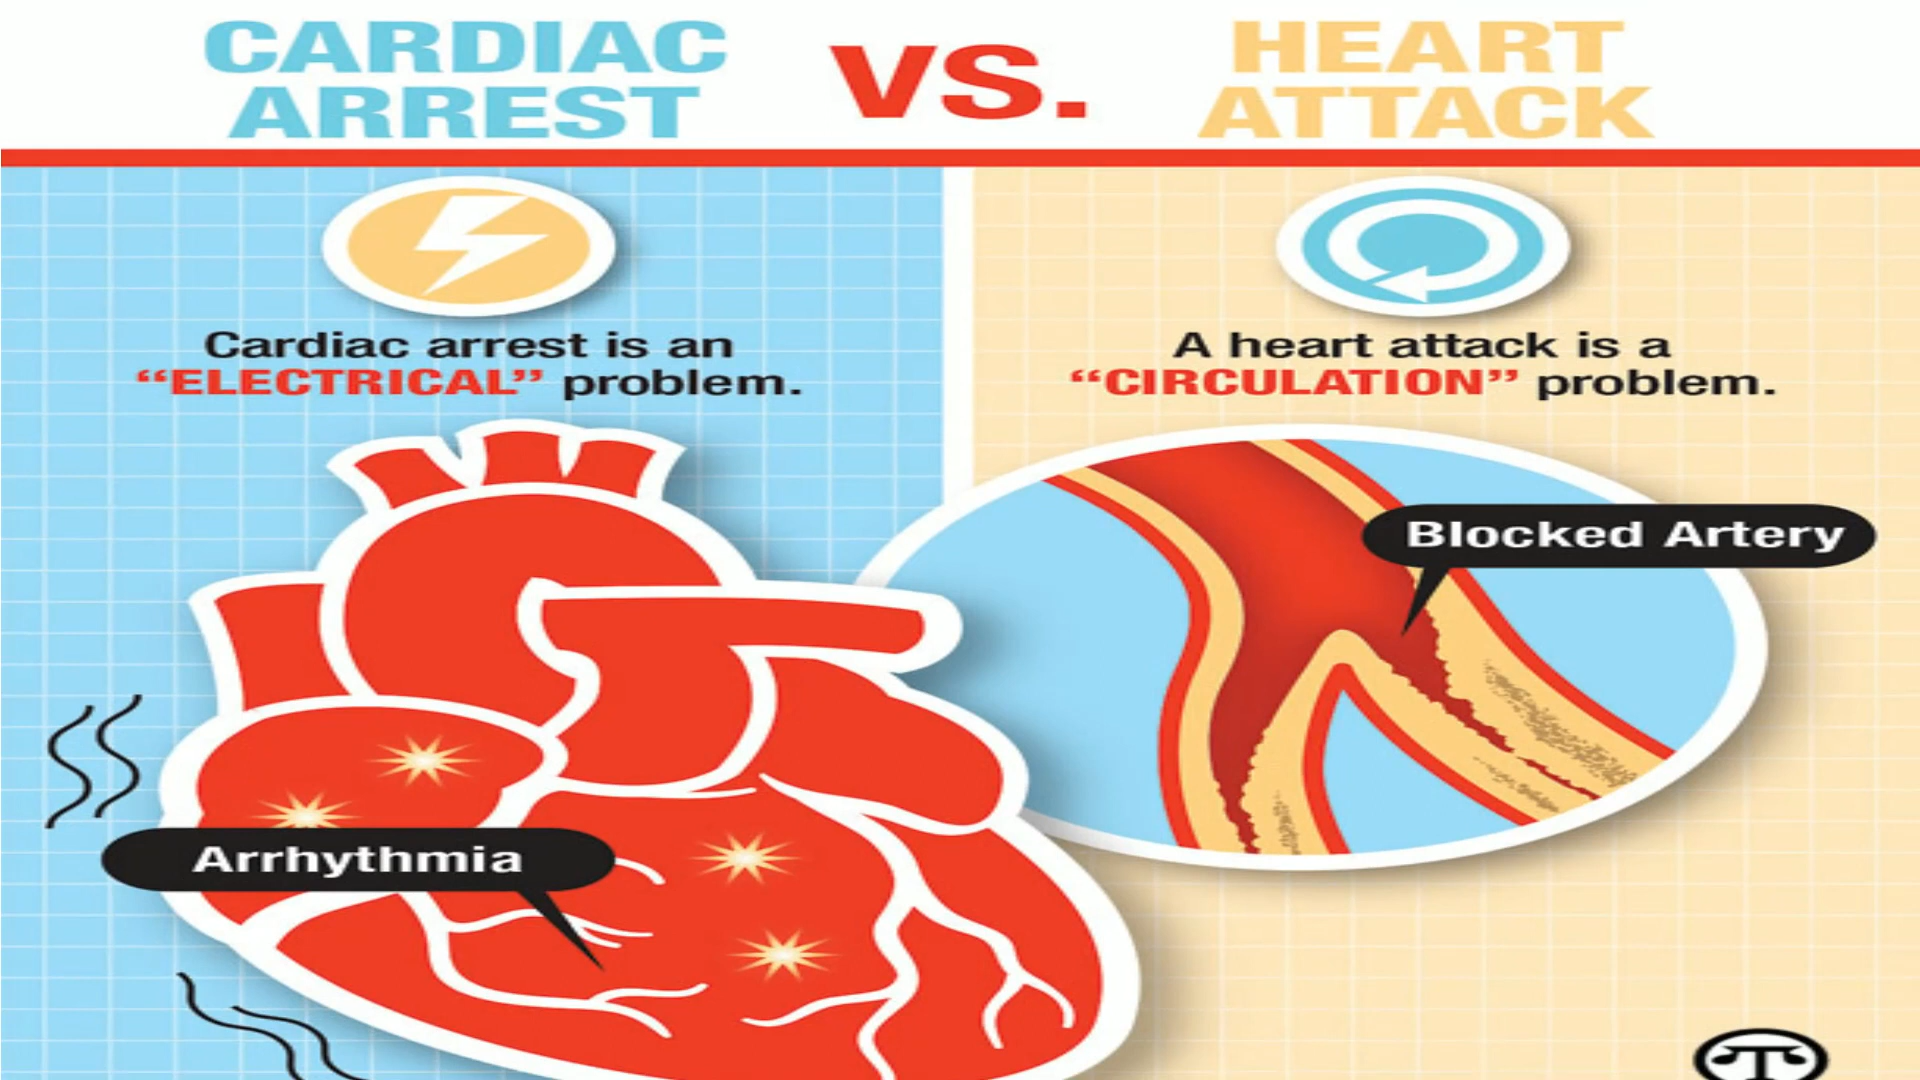 CARDIAC
ARREST
VS.
HEART
ATTACK
Cardiac arrest is an
“ELECTRICAL” problem.
A heart attack is a
“CIRCULATION” problem.
Blocked Artery
Arrhythmia